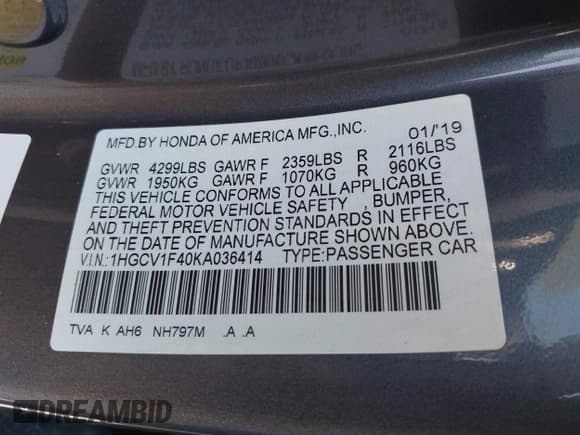 MFD.BY HONDA OF AMERICA MFG.,INC. 01/'19
GVWR 4299LBS GAWR F 2359LBS R 2116LBS
GVWR 1950KG GAWR F 1070KG R 960KG
THIS VEHICLE CONFORMS TO ALL APPLICABLE
FEDERAL MOTOR VEHICLE SAFETY , BUMPER,
AND THEFT PREVENTION STANDARDS IN EFFECT
ON THE DATE OF MANUFACTURE SHOWN ABOVE.
V.I.N.: 1HGCV1F40KA036414 TYPE:PASSENGER CAR
TVA K AH6 NH797M .A .A
DREAMBID